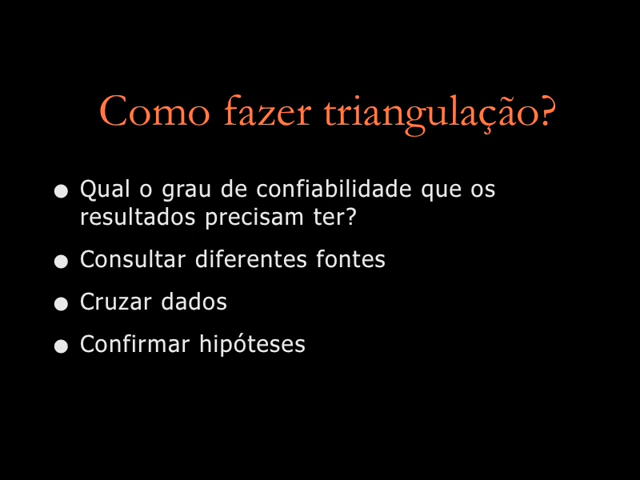 Como fazer triangulação?
• Qual o grau de confiabilidade que os
resultados precisam ter?
• Consultar diferentes fontes
• Cruzar dados
• Confirmar hipóteses